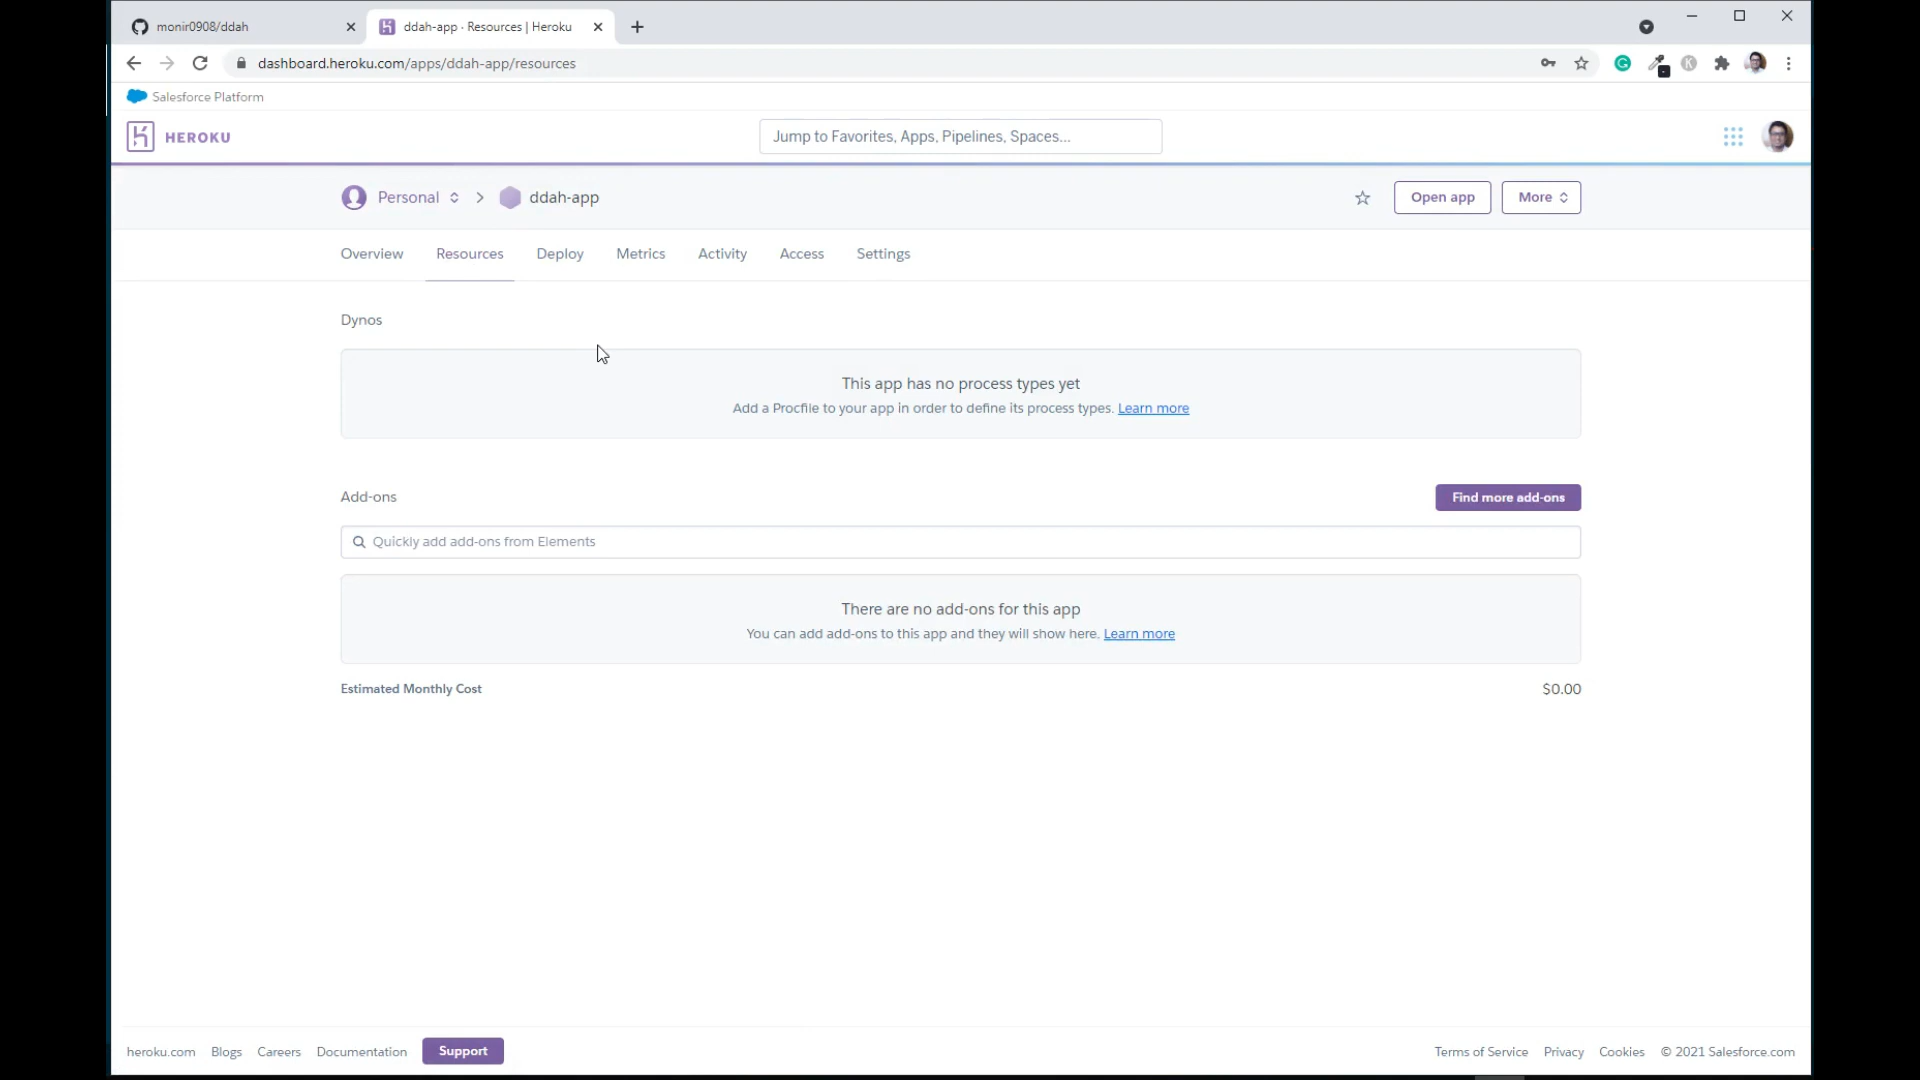 monir0908/ddah
ddah-app · Resources | Heroku
dashboard.heroku.com/apps/ddah-app/resources
Salesforce Platform
HEROKU
Jump to Favorites, Apps, Pipelines, Spaces...
Personal
ddah-app
Open app
More
Overview
Resources
Deploy
Metrics
Activity
Access
Settings
Dynos
This app has no process types yet
Add a Procfile to your app in order to define its process types. Learn more
Add-ons
Find more add-ons
Quickly add add-ons from Elements
There are no add-ons for this app
You can add add-ons to this app and they will show here. Learn more
Estimated Monthly Cost
$0.00
heroku.com
Blogs
Careers
Documentation
Support
Terms of Service
Privacy
Cookies
© 2021 Salesforce.com